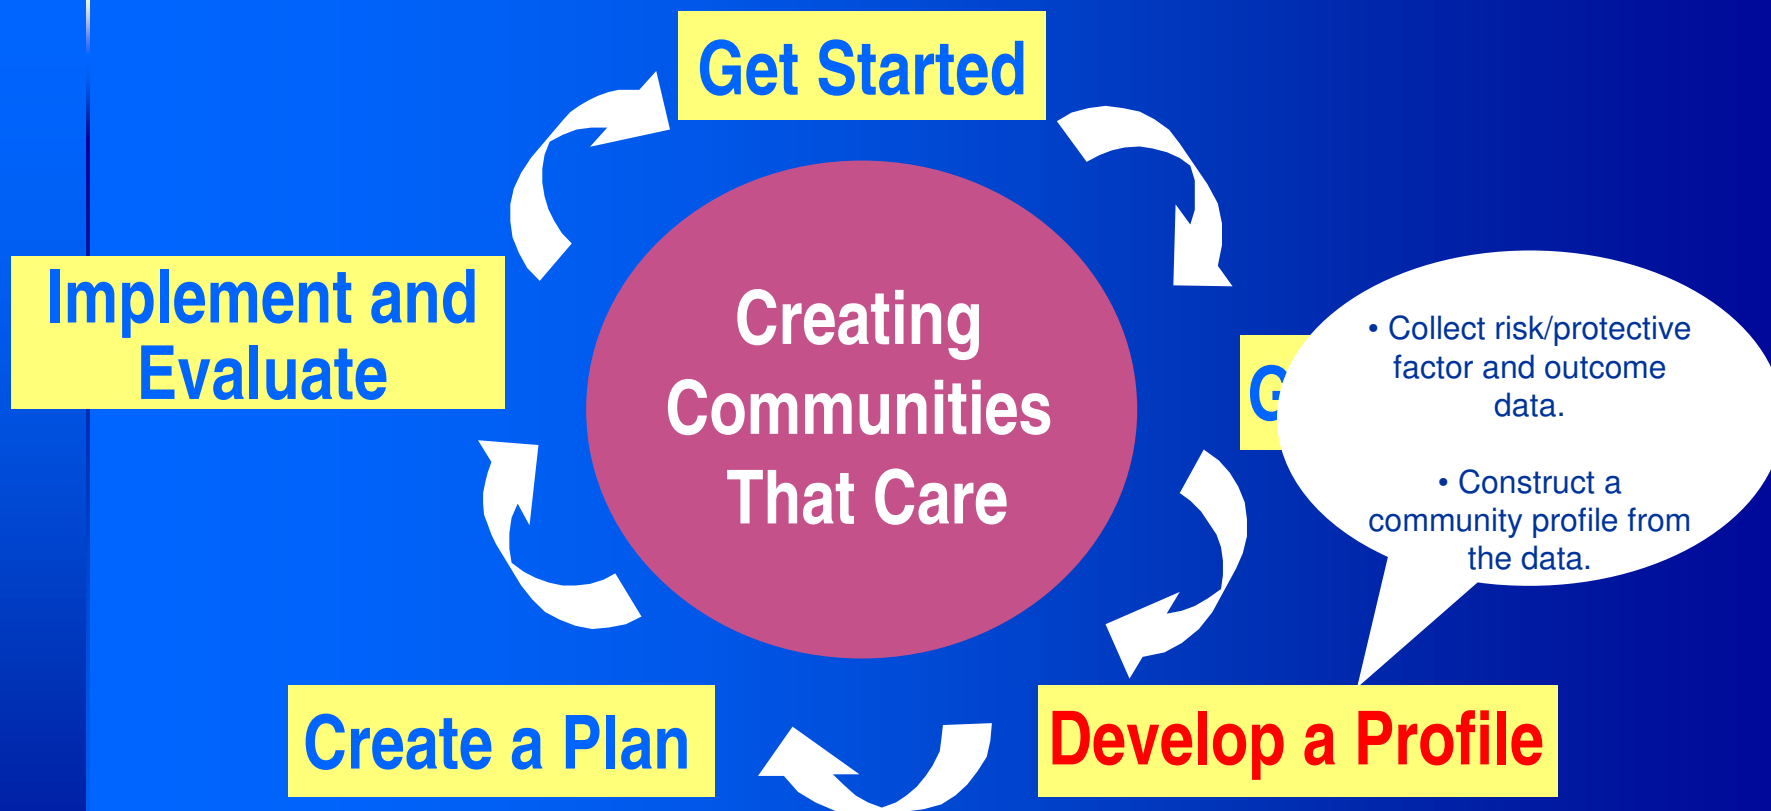 Get Started
Implement and
Evaluate
Creating
Communities
That Care
• Collect risk/protective
factor and outcome
data.
• Construct a
community profile from
the data.
Create a Plan
Develop a Profile